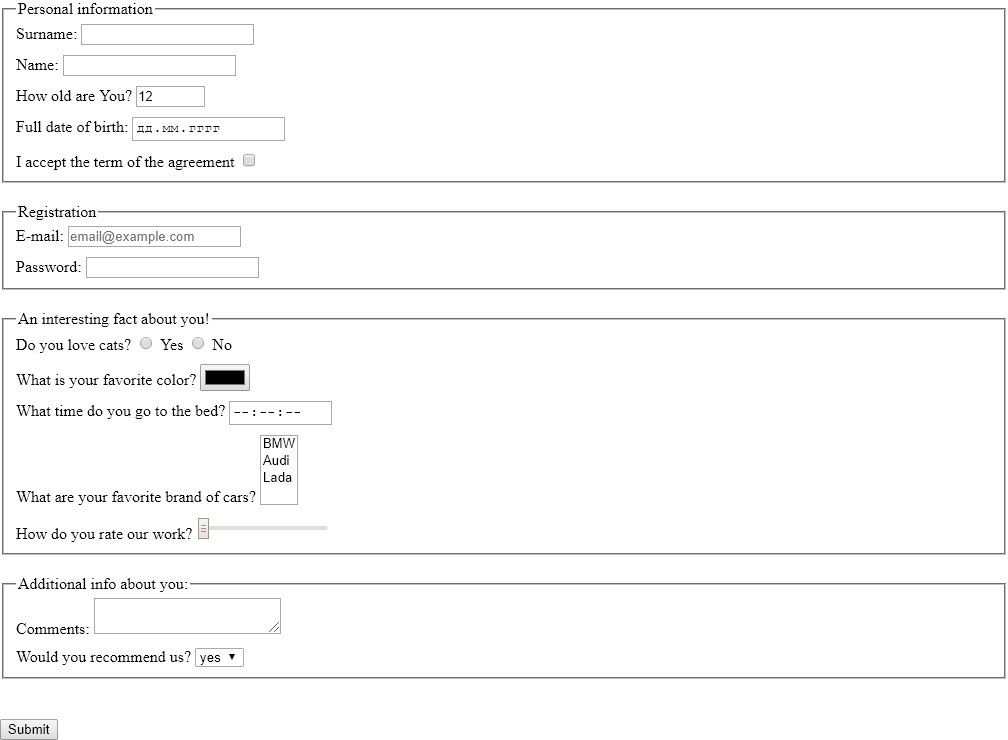 Personal information
Surname:
Name:
How old are You? 12
Full date of birth: дд.мм.гггг
I accept the term of the agreement
Registration
E-mail: email@example.com
Password:
An interesting fact about you!
Do you love cats? Yes No
What is your favorite color?
What time do you go to the bed? --:--:--
BMW
Audi
Lada
What are your favorite brand of cars?
How do you rate our work?
Additional info about you:
Comments:
Would you recommend us? yes
Submit